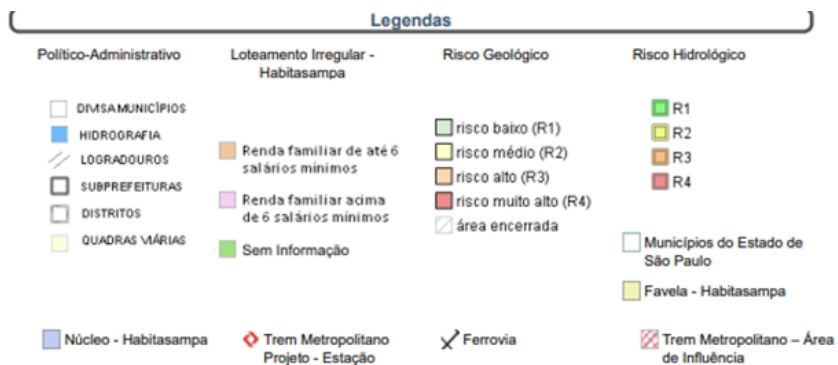 Legendas
Político-Administrativo
DIVISA MUNICÍPIOS
HIDROGRAFIA
LOGRADOUROS
SUBPREFEITURAS
DISTRITOS
QUADRAS VIÁRIAS
Loteamento Irregular -
Habitasampa
Renda familiar de até 6
salários mínimos
Renda familiar acima
de 6 salários mínimos
Sem Informação
Risco Geológico
risco baixo (R1)
risco médio (R2)
risco alto (R3)
risco muito alto (R4)
área encerrada
Risco Hidrológico
R1
R2
R3
R4
Municípios do Estado de
São Paulo
Favela - Habitasampa
Núcleo - Habitasampa
Trem Metropolitano
Projeto - Estação
Ferrovia
Trem Metropolitano – Área
de Influência